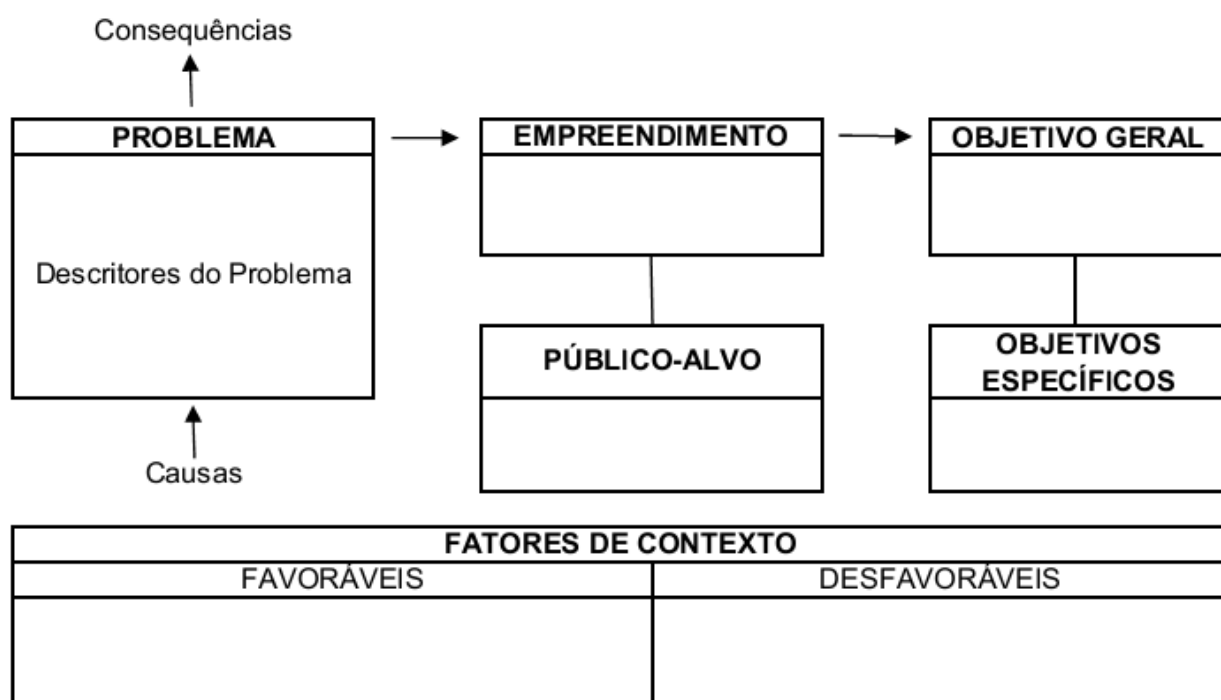 Consequências
PROBLEMA
EMPREENDIMENTO
OBJETIVO GERAL
Descritores do Problema
PÚBLICO-ALVO
OBJETIVOS
ESPECÍFICOS
Causas
FATORES DE CONTEXTO
FAVORÁVEIS
DESFAVORÁVEIS